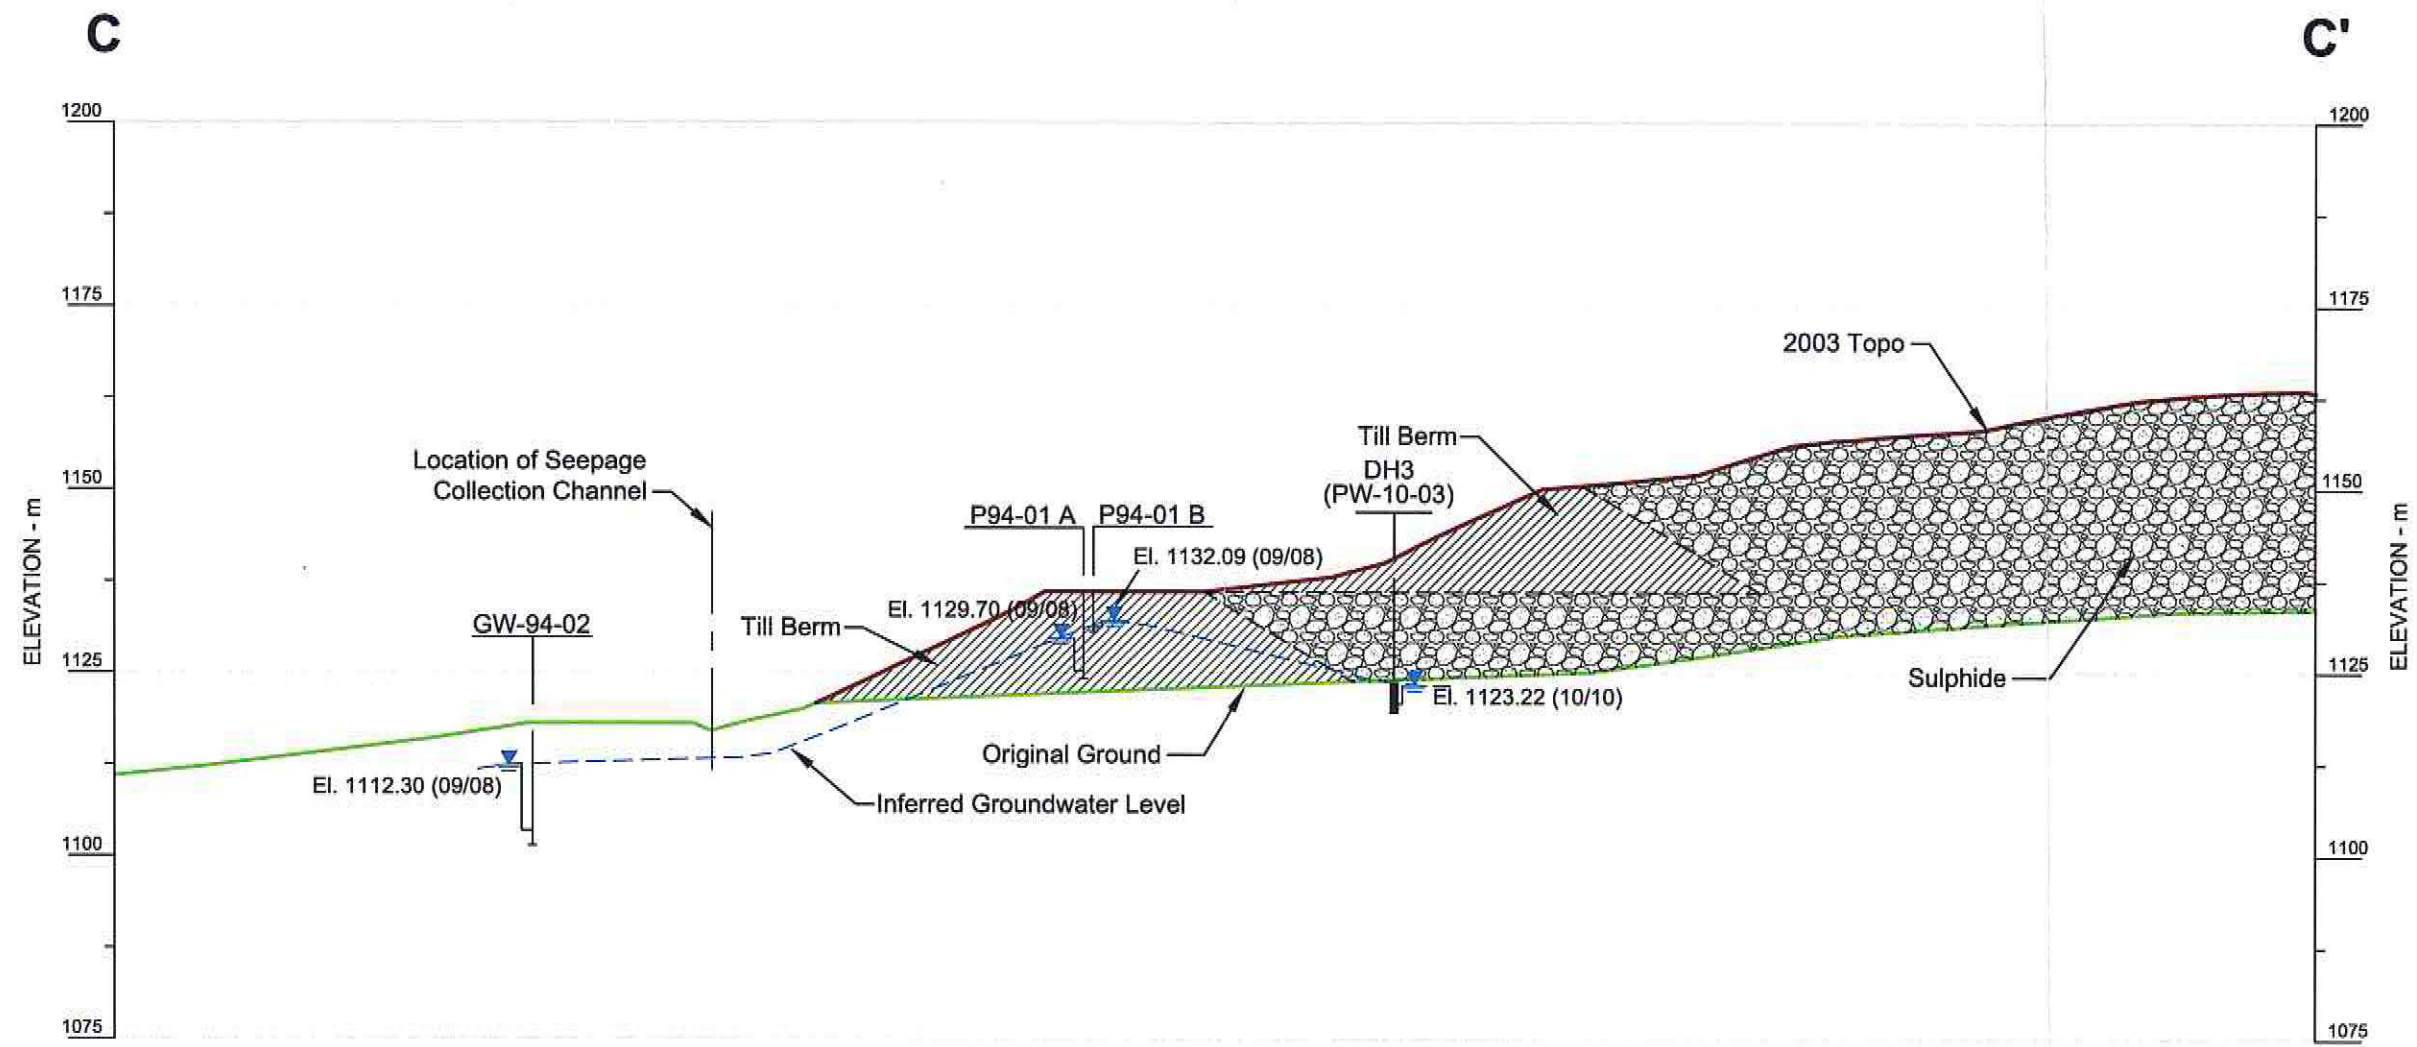 C
C'
1200
1200
1175
1175
2003 Topo
Till Berm
Location of Seepage
Collection Channel
DH3
(PW-10-03)
1150
1150
P94-01 A
P94-01 B
El. 1132.09 (09/08)
El. 1129.70 (09/08)
GW-94-02
Till Berm
ELEVATION - m
ELEVATION - m
1125
1125
Sulphide
El. 1123.22 (10/10)
Original Ground
El. 1112.30 (09/08)
Inferred Groundwater Level
1100
1100
1075
1075